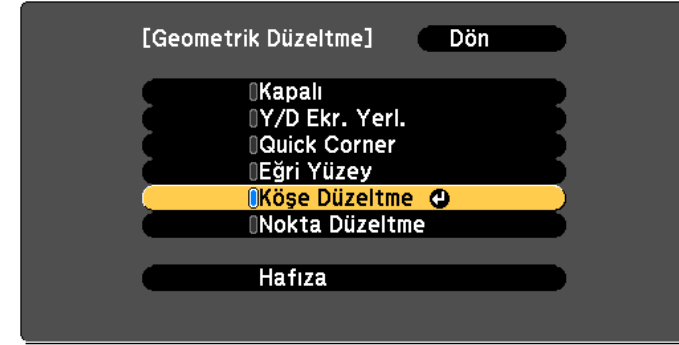 [Geometrik Düzeltme] Dön
Kapalı
Y/D Ekr. Yerl.
Quick Corner
Eğri Yüzey
Köşe Düzeltme
Nokta Düzeltme
Hafıza